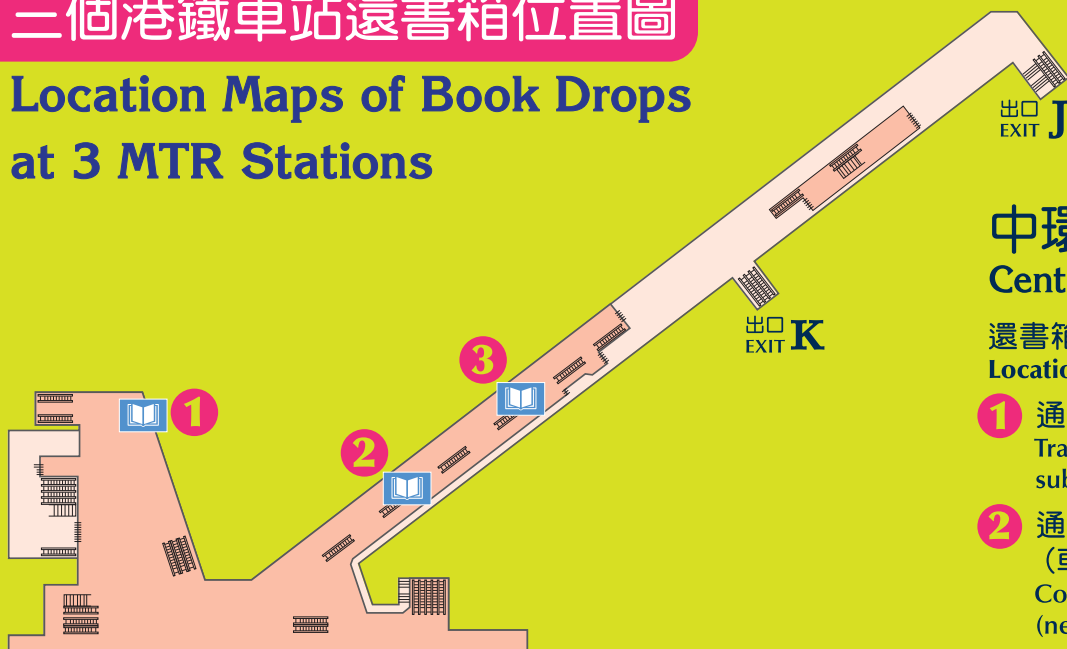 三個港鐵車站還書箱位置圖
Location Maps of Book Drops
at 3 MTR Stations
出口
EXIT J
出口
EXIT K
3
1
2
中環
Cent
還書箱
Locatio
1 通
Tra
sub
2 通
Co
(ne